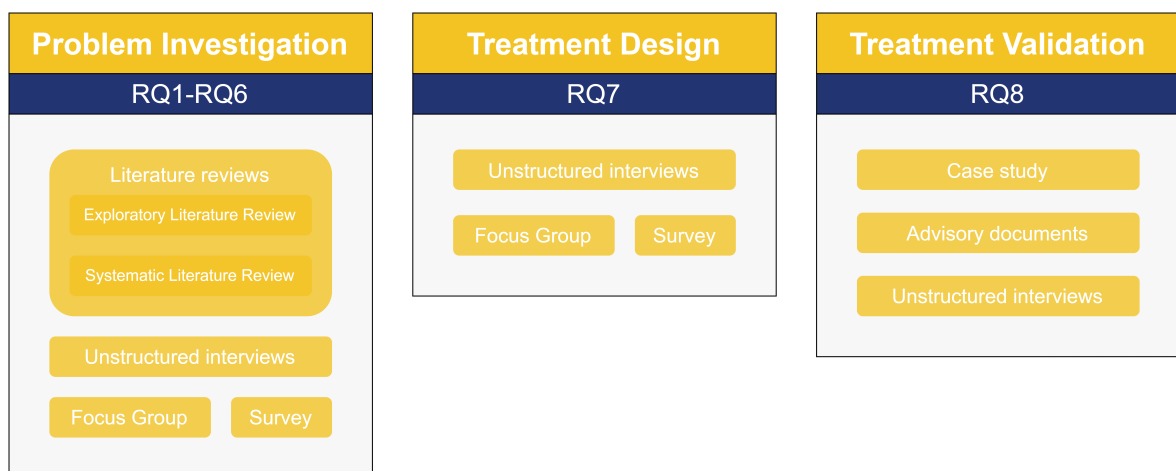 Problem Investigation
RQ1-RQ6
Literature reviews
Exploratory Literature Review
Systematic Literature Review
Unstructured interviews
Focus Group
Survey
Treatment Design
RQ7
Unstructured interviews
Focus Group
Survey
Treatment Validation
RQ8
Case study
Advisory documents
Unstructured interviews